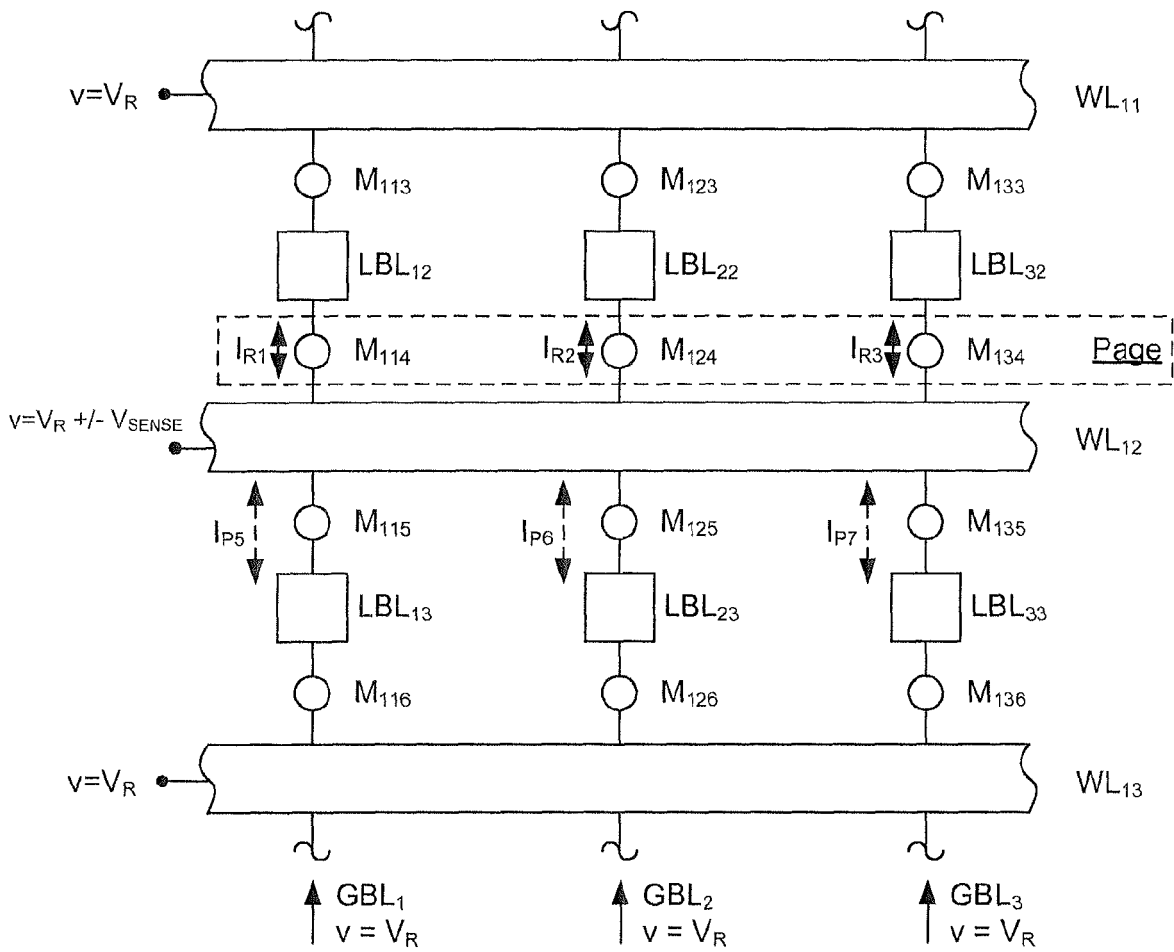 v=V_R WL_11
M_113 M_123 M_133
LBL_12 LBL_22 LBL_32
I_R1 M_114 I_R2 M_124 I_R3 M_134 Page
v=V_R +/- V_SENSE WL_12
I_P5 M_115 I_P6 M_125 I_P7 M_135
LBL_13 LBL_23 LBL_33
M_116 M_126 M_136
v=V_R WL_13
GBL_1 GBL_2 GBL_3
v = V_R v = V_R v = V_R